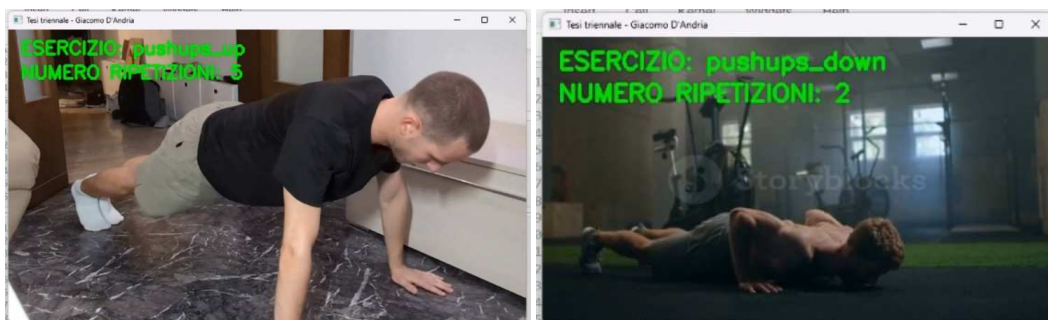 Tesi triennale - Giacomo D'Andria
ESERCIZIO: pushups_up
NUMERO RIPETIZIONI: 5
Tesi triennale - Giacomo D'Andria
ESERCIZIO: pushups_down
NUMERO RIPETIZIONI: 2
Storyblocks